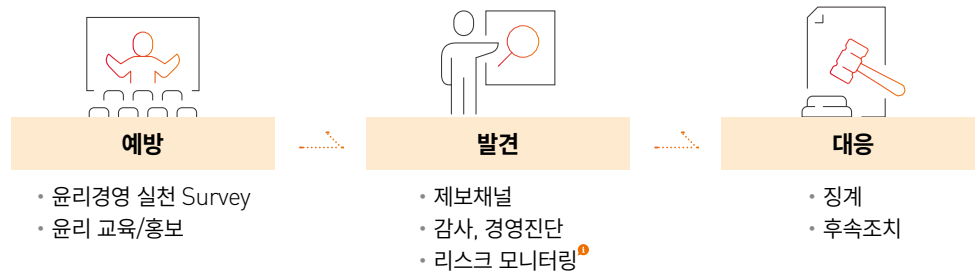 예방
발견
대응
• 윤리경영 실천 Survey
• 윤리 교육/홍보
• 제보채널
• 감사, 경영진단
• 리스크 모니터링
• 징계
• 후속조치